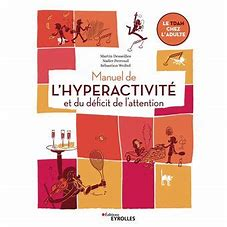 LE TDAH
CHEZ
L'ADULTE
Martin Desseilles
Nader Perroud
Sébastien Weibel
Manuel de
L'HYPERACTIVITÉ
et du déficit de l'attention
Éditions
EYROLLES